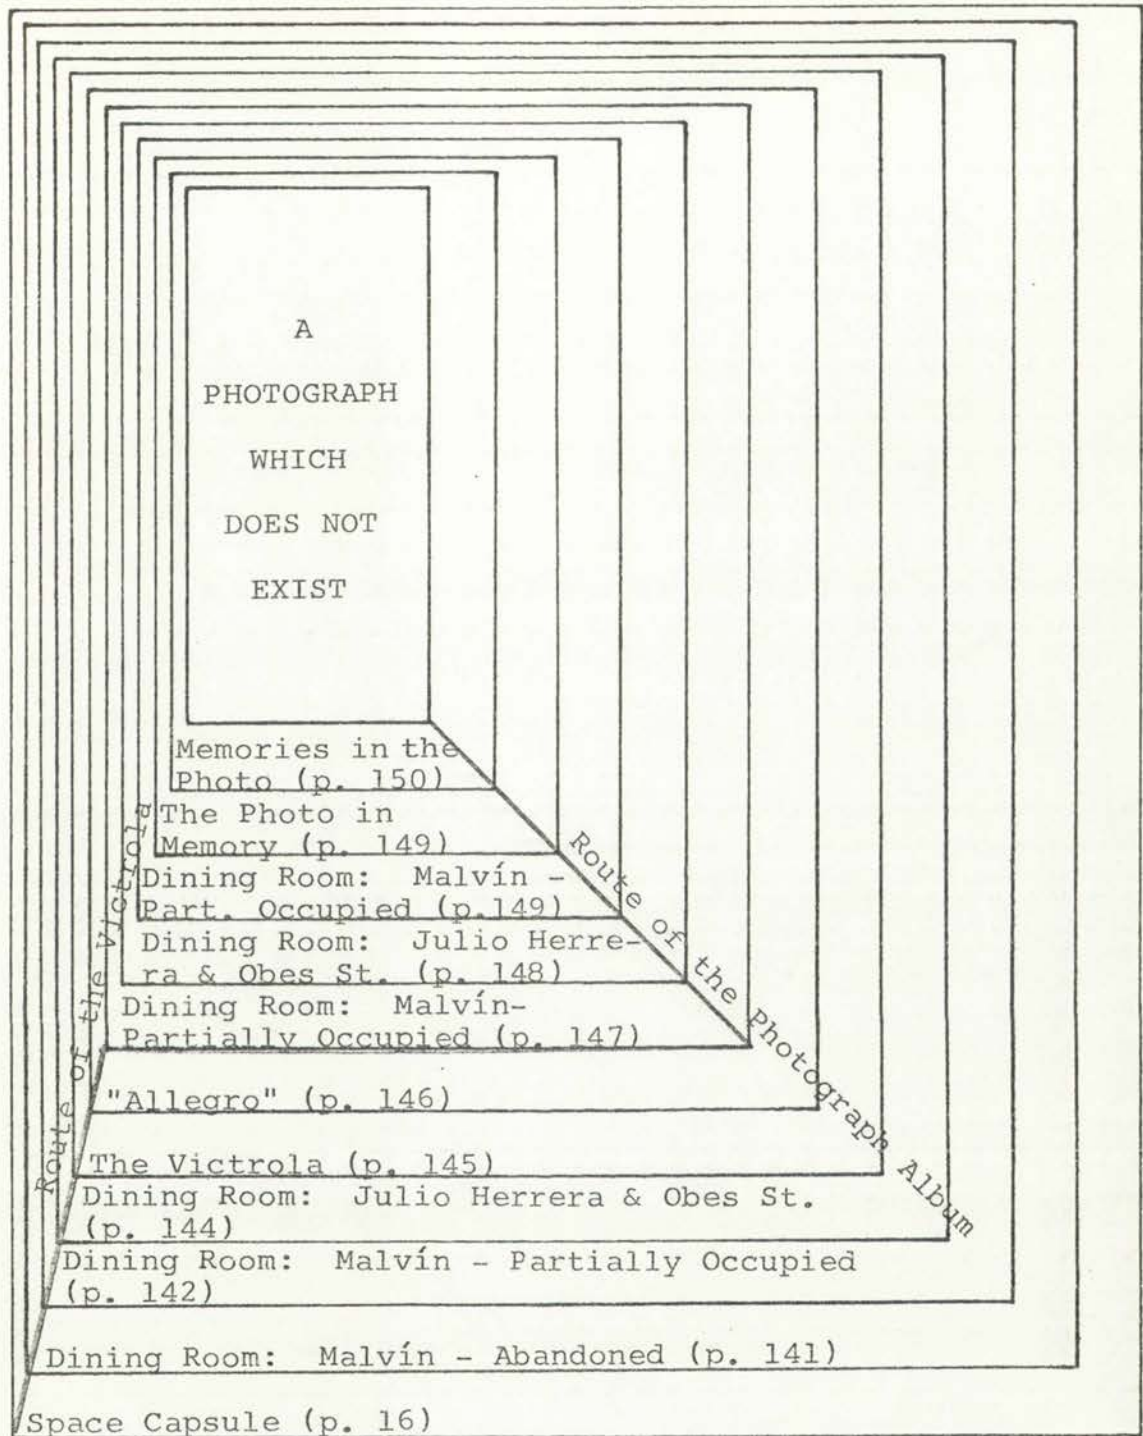 A
PHOTOGRAPH
WHICH
DOES NOT
EXIST
Memories in the
Photo (p. 150)
The Photo in
Memory (p. 149)
Dining Room: Malvín -
Part. Occupied (p.149)
Dining Room: Julio Herre-
ra & Obes St. (p. 148)
Dining Room: Malvín-
Partially Occupied (p. 147)
"Allegro" (p. 146)
The Victrola (p. 145)
Dining Room: Julio Herrera & Obes St.
(p. 144)
Dining Room: Malvín - Partially Occupied
(p. 142)
Dining Room: Malvín - Abandoned (p. 141)
Space Capsule (p. 16)
Route of the Victrola
Route of the Photograph Album